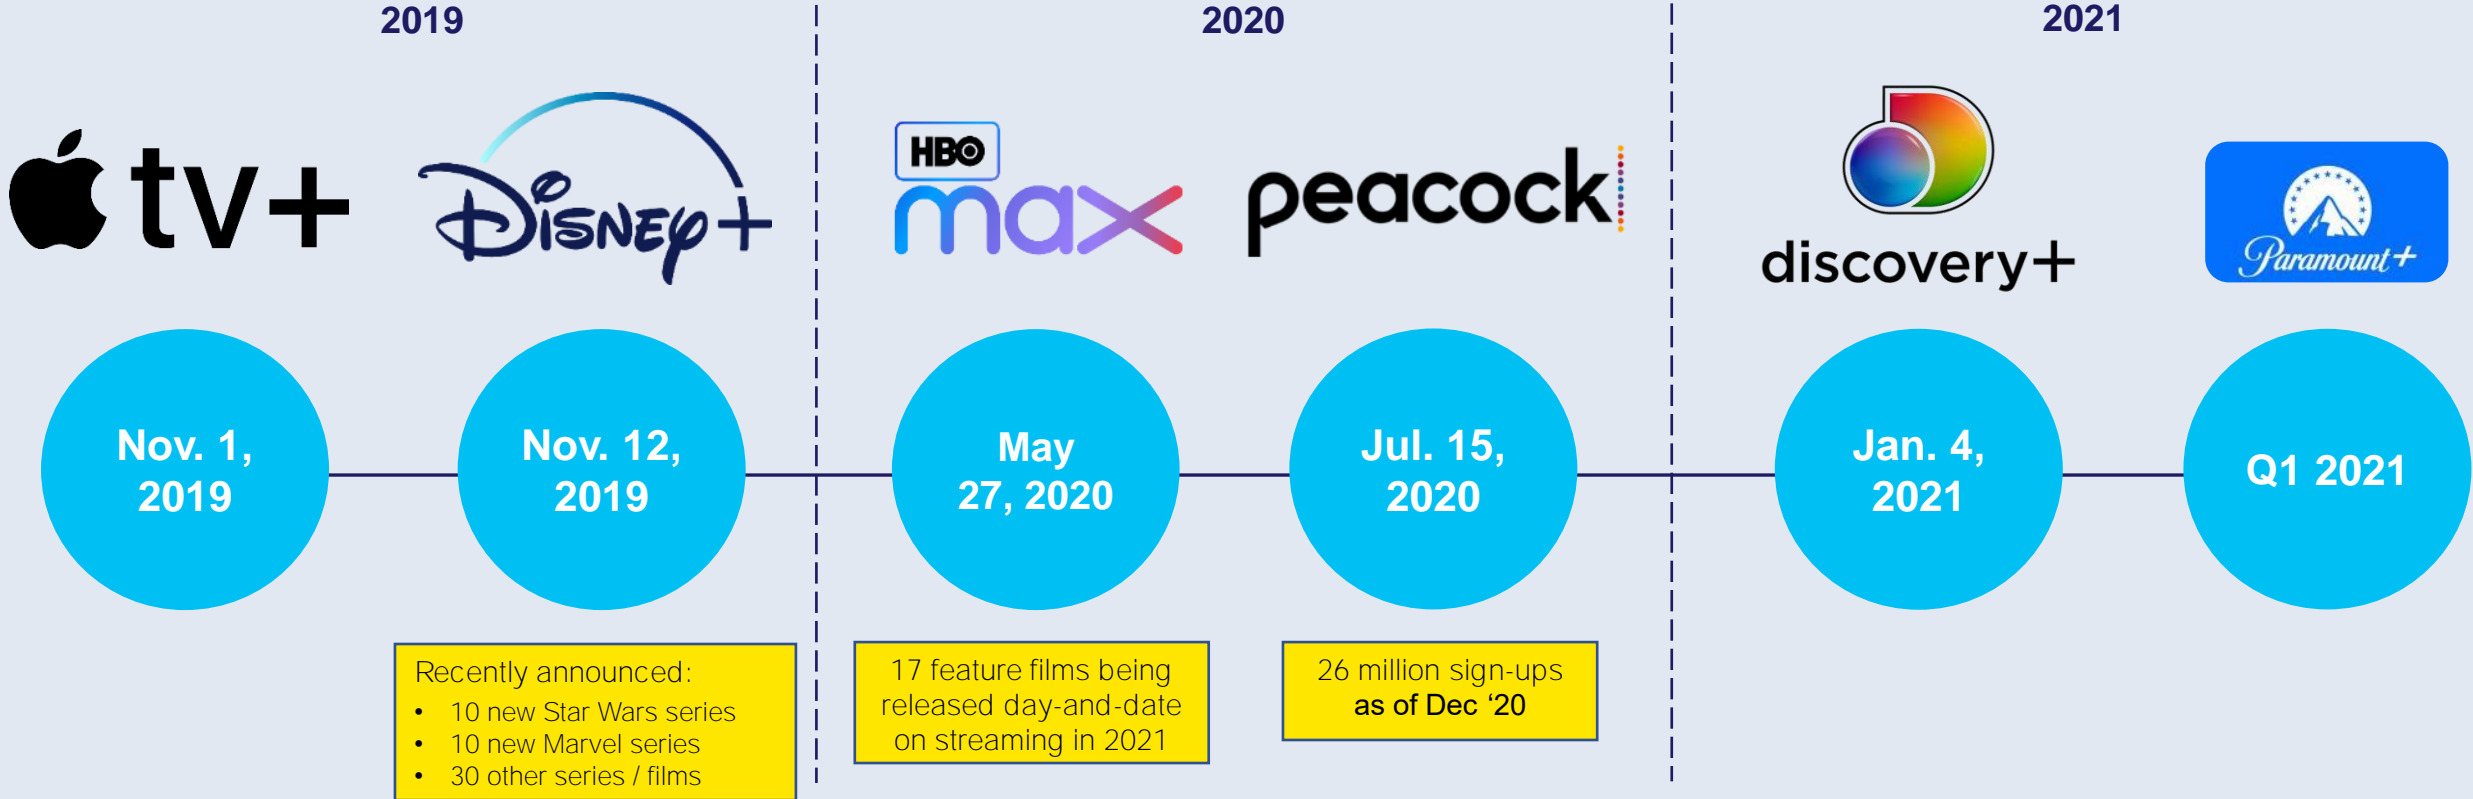 2019
2020
2021
tv+
Disney+
HBO
max
peacock
discovery+
Paramount+
Nov. 1,
2019
Nov. 12,
2019
May
27, 2020
Jul. 15,
2020
Jan. 4,
2021
Q1 2021
Recently announced:
• 10 new Star Wars series
• 10 new Marvel series
• 30 other series / films
17 feature films being
released day-and-date
on streaming in 2021
26 million sign-ups
as of Dec ‘20